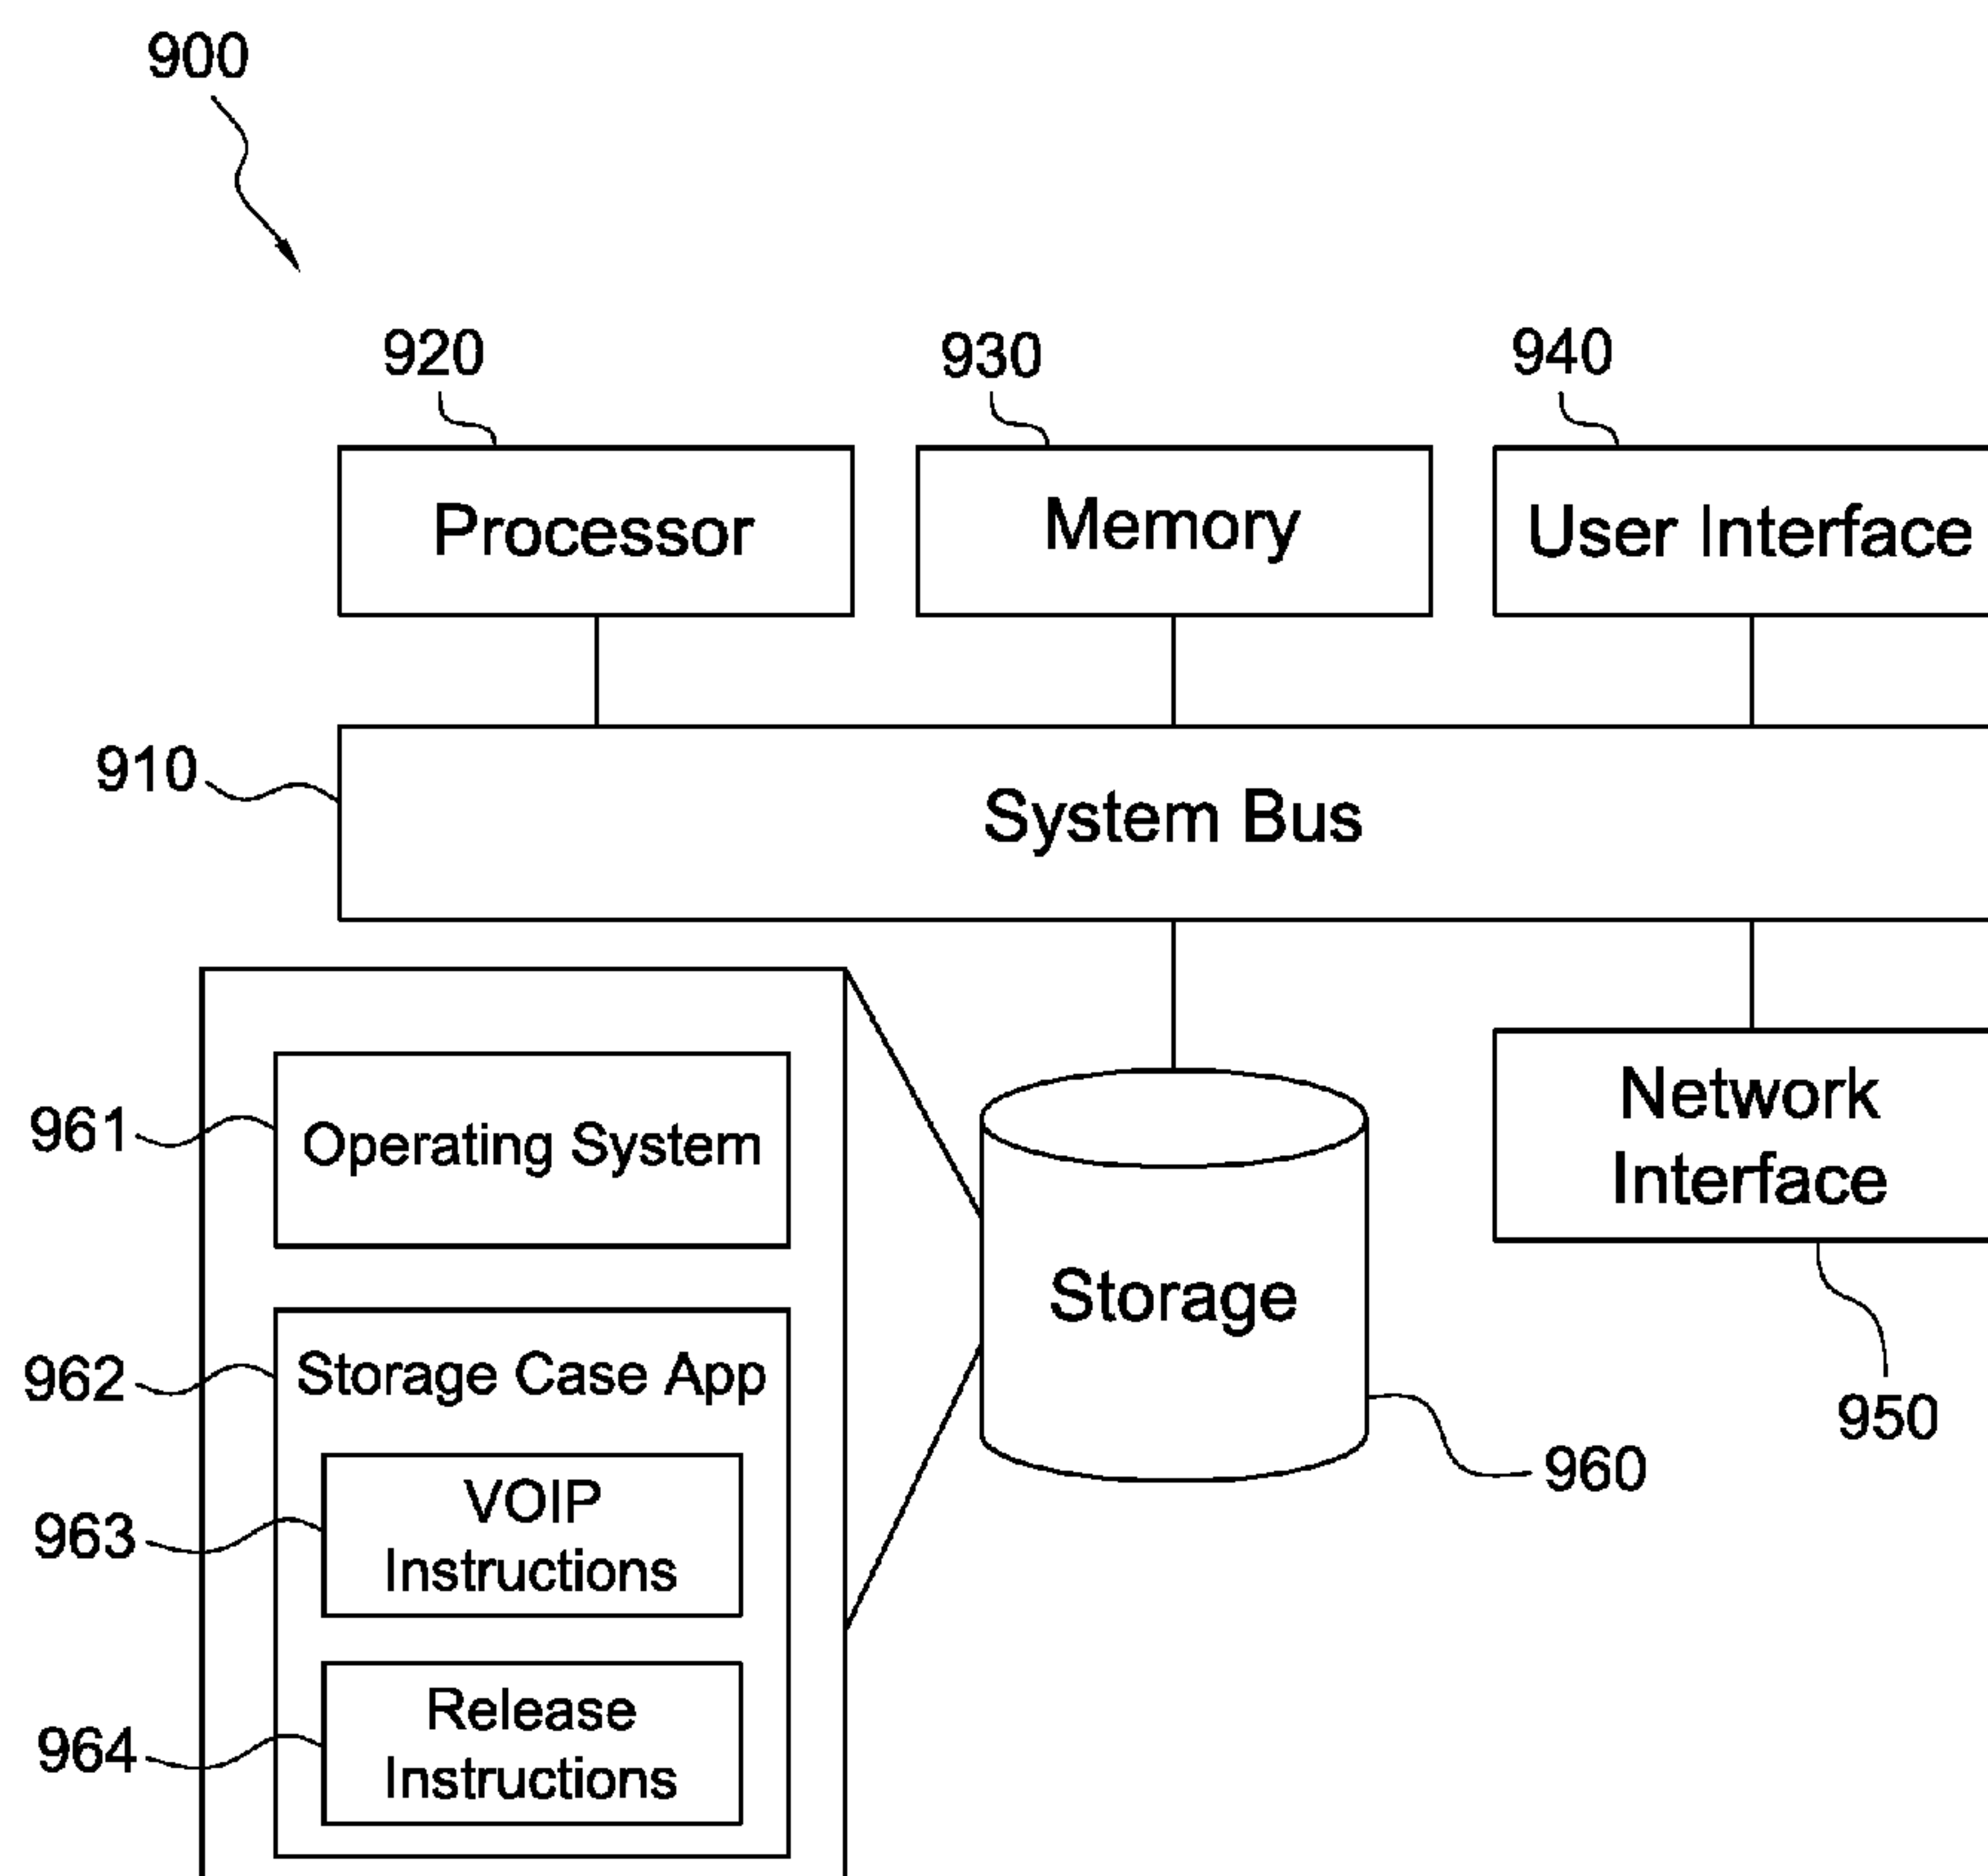 900
920
930
940
Processor
Memory
User Interface
910
System Bus
961
Operating System
Network
Interface
Storage
962
Storage Case App
950
960
963
VOIP
Instructions
964
Release
Instructions